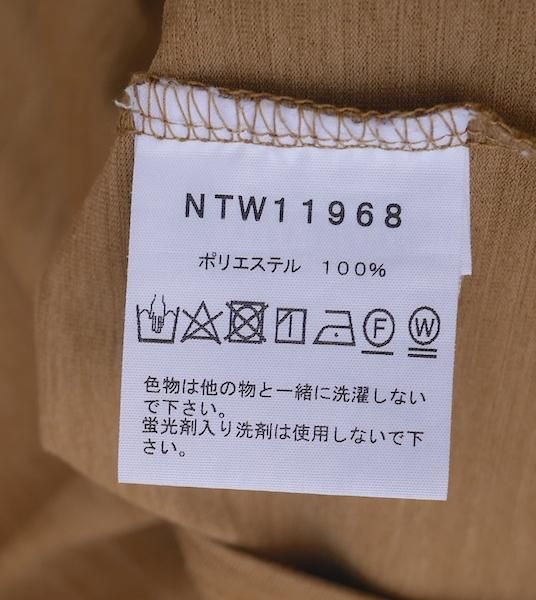 NTW11968
ポリエステル 100%
F W
色物は他の物と一緒に洗濯しない
で下さい。
蛍光剤入り洗剤は使用しないで下
さい。